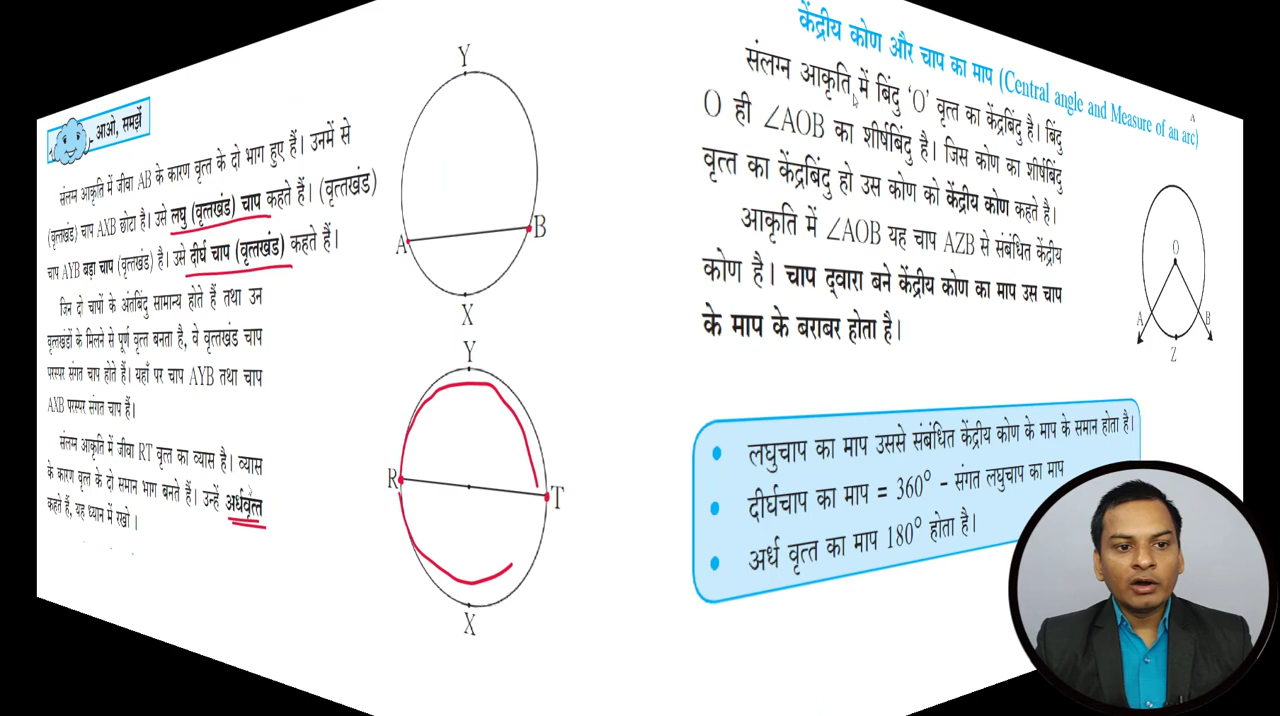 आओ, समझें
संलग्न आकृति में जीवा AB के कारण वृत्त के दो भाग हुए हैं। उनमें से
(वृत्तखंड) चाप AXB छोटा है। उसे लघु (वृत्तखंड) चाप कहते हैं। (वृत्तखंड)
चाप AYB बड़ा चाप (वृत्तखंड) है। उसे दीर्घ चाप (वृत्तखंड) कहते हैं।
जिन दो चापों के अंतबिंदु सामान्य होते हैं तथा उन
वृत्तखंडों के मिलने से पूर्ण वृत्त बनता है, वे वृत्तखंड चाप
परस्पर संगत चाप होते हैं। यहाँ पर चाप AYB तथा चाप
AXB परस्पर संगत चाप हैं।
संलग्न आकृति में जीवा RT वृत्त का व्यास है। व्यास
के कारण वृत्त के दो समान भाग बनते हैं। उन्हें अर्धवृत्त
कहते हैं, यह ध्यान में रखो।
Y
A
B
X
Y
R
T
X
केंद्रीय कोण और चाप का माप (Central angle and Measure of an arc)
संलग्न आकृति में बिंदु 'O' वृत्त का केंद्रबिंदु है। बिंदु
O ही ∠AOB का शीर्षबिंदु है। जिस कोण का शीर्षबिंदु
वृत्त का केंद्रबिंदु हो उस कोण को केंद्रीय कोण कहते है।
आकृति में ∠AOB यह चाप AZB से संबंधित केंद्रीय
कोण है। चाप द्वारा बने केंद्रीय कोण का माप उस चाप
के माप के बराबर होता है।
O
A
B
Z
• लघुचाप का माप उससे संबंधित केंद्रीय कोण के माप के समान होता है।
• दीर्घचाप का माप = 360° - संगत लघुचाप का माप
• अर्ध वृत्त का माप 180° होता है।